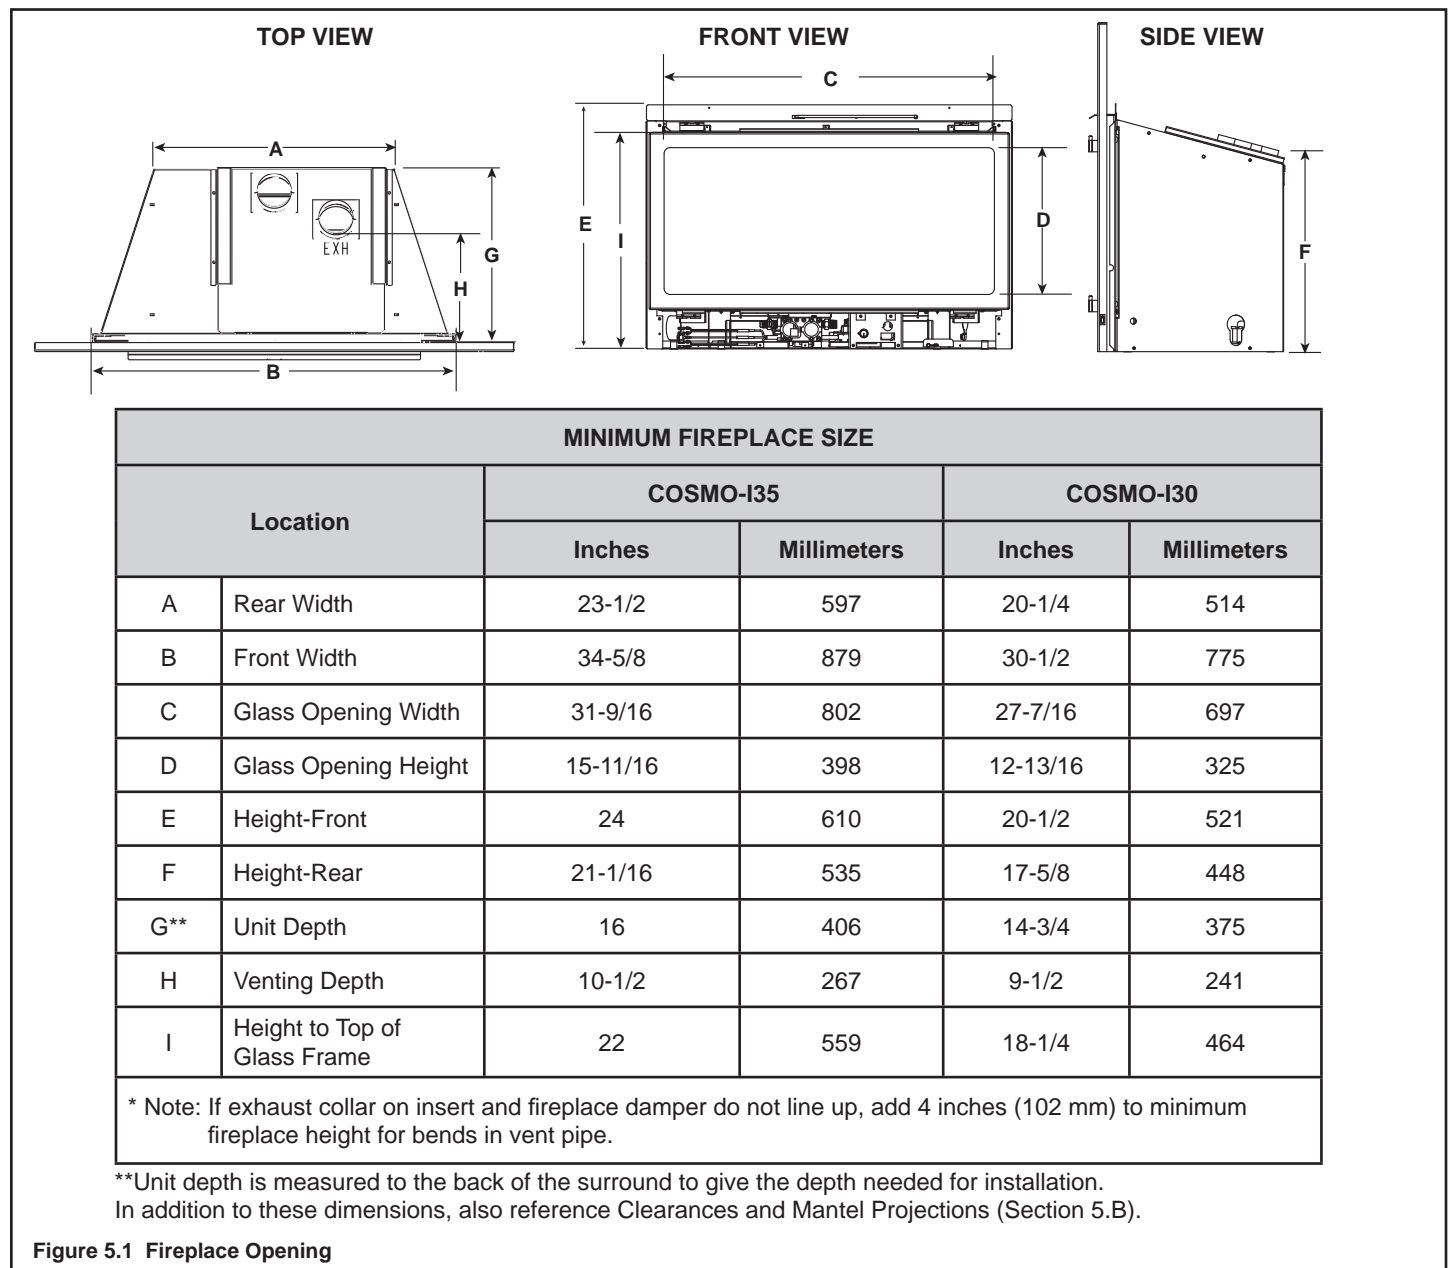 TOP VIEW
FRONT VIEW
SIDE VIEW
A
B
G
H
EXH
C
D
E
I
F
MINIMUM FIREPLACE SIZE
Location COSMO-I35 COSMO-I30
Inches Millimeters Inches Millimeters
A Rear Width 23-1/2 597 20-1/4 514
B Front Width 34-5/8 879 30-1/2 775
C Glass Opening Width 31-9/16 802 27-7/16 697
D Glass Opening Height 15-11/16 398 12-13/16 325
E Height-Front 24 610 20-1/2 521
F Height-Rear 21-1/16 535 17-5/8 448
G** Unit Depth 16 406 14-3/4 375
H Venting Depth 10-1/2 267 9-1/2 241
I Height to Top of
Glass Frame 22 559 18-1/4 464
* Note: If exhaust collar on insert and fireplace damper do not line up, add 4 inches (102 mm) to minimum
fireplace height for bends in vent pipe.
**Unit depth is measured to the back of the surround to give the depth needed for installation.
In addition to these dimensions, also reference Clearances and Mantel Projections (Section 5.B).
Figure 5.1 Fireplace Opening